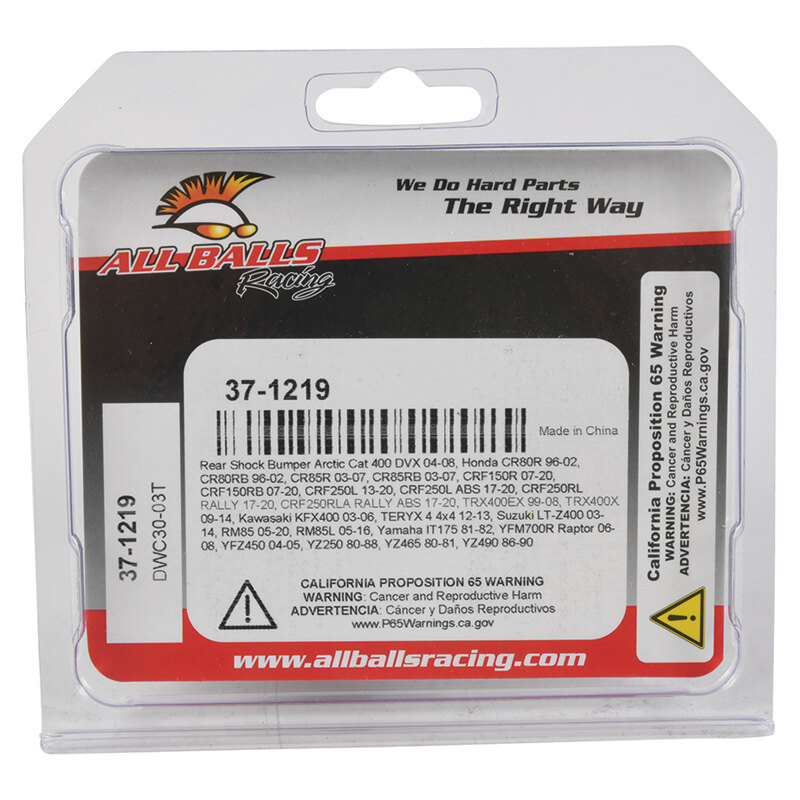 We Do Hard Parts
The Right Way
ALL BALLS
Racing
37-1219
Made in China
Rear Shock Bumper Arctic Cat 400 DVX 04-08, Honda CR80R 96-02,
CR80RB 96-02, CR85R 03-07, CR85RB 03-07, CRF150R 07-20,
CRF150RB 07-20, CRF250L 13-20, CRF250L ABS 17-20, CRF250RL
RALLY 17-20, CRF250RLA RALLY ABS 17-20, TRX400EX 99-08, TRX400X
09-14, Kawasaki KFX400 03-06, TERYX 4 4x4 12-13, Suzuki LT-Z400 03-
14, RM85 05-20, RM85L 05-16, Yamaha IT175 81-82, YFM700R Raptor 06-
08, YFZ450 04-05, YZ250 80-88, YZ465 80-81, YZ490 86-90
CALIFORNIA PROPOSITION 65 WARNING
WARNING: Cancer and Reproductive Harm
ADVERTENCIA: Cáncer y Daños Reproductivos
www.P65Warnings.ca.gov
www.allballsracing.com
37-1219
DWC30-03T
California Proposition 65 Warning
WARNING: Cancer and Reproductive Harm
ADVERTENCIA: Cáncer y Daños Reproductivos
www.P65Warnings.ca.gov